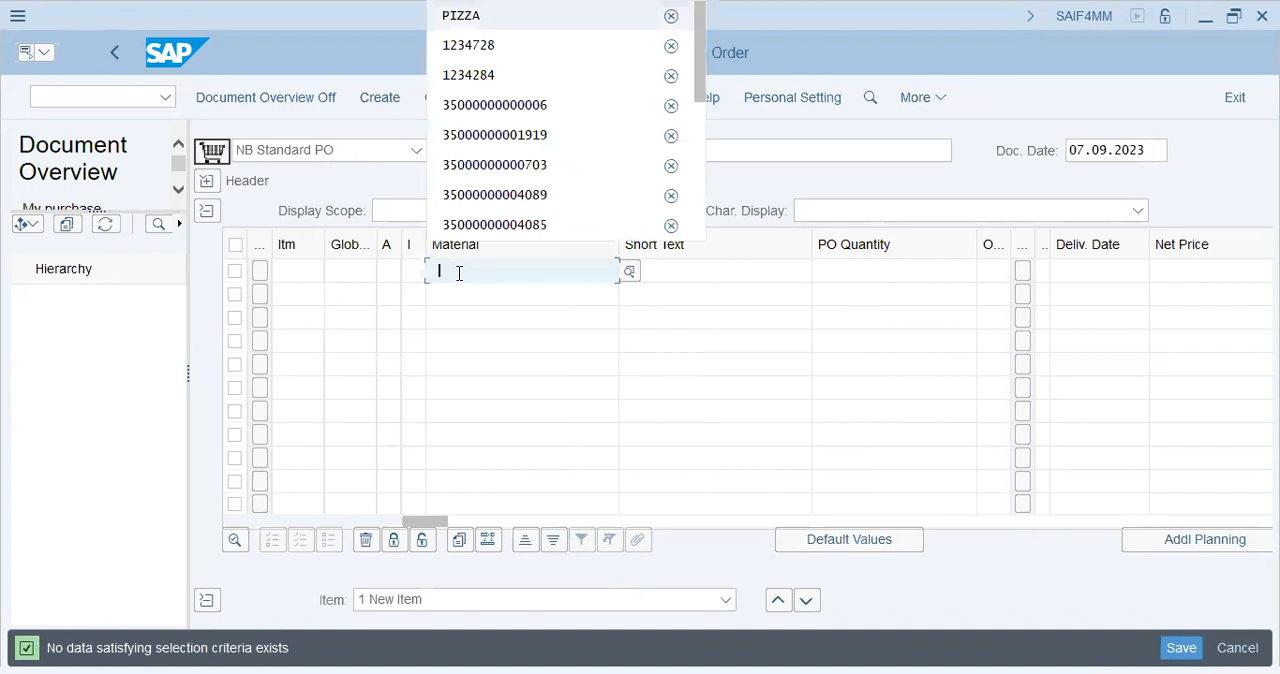 PIZZA
SAIF4MM
SAP
Order
1234728
1234284
Document Overview Off
Create
lp
Personal Setting
More
Exit
35000000000006
35000000001919
Document
Overview
My purchase
NB Standard PO
Doc. Date: 07.09.2023
35000000000703
Header
35000000004089
Display Scope:
Char. Display:
35000000004085
Hierarchy
... Itm Glob... A I Material Short Text PO Quantity O... ... .. Deliv. Date Net Price
Default Values
Addl Planning
Item: 1 New Item
No data satisfying selection criteria exists
Save
Cancel